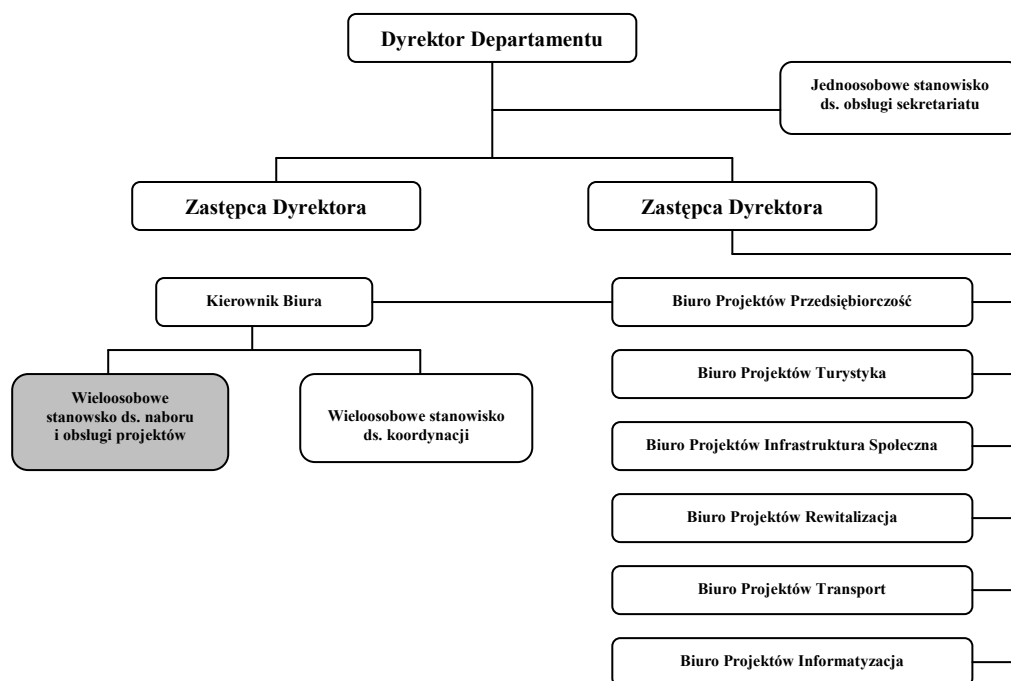 Dyrektor Departamentu
Jednoosobowe stanowisko
ds. obsługi sekretariatu
Zastępca Dyrektora
Zastępca Dyrektora
Kierownik Biura
Biuro Projektów Przedsiębiorczość
Wieloosobowe
stanowsko ds. naboru
i obsługi projektów
Wieloosobowe stanowisko
ds. koordynacji
Biuro Projektów Turystyka
Biuro Projektów Infrastruktura Społeczna
Biuro Projektów Rewitalizacja
Biuro Projektów Transport
Biuro Projektów Informatyzacja